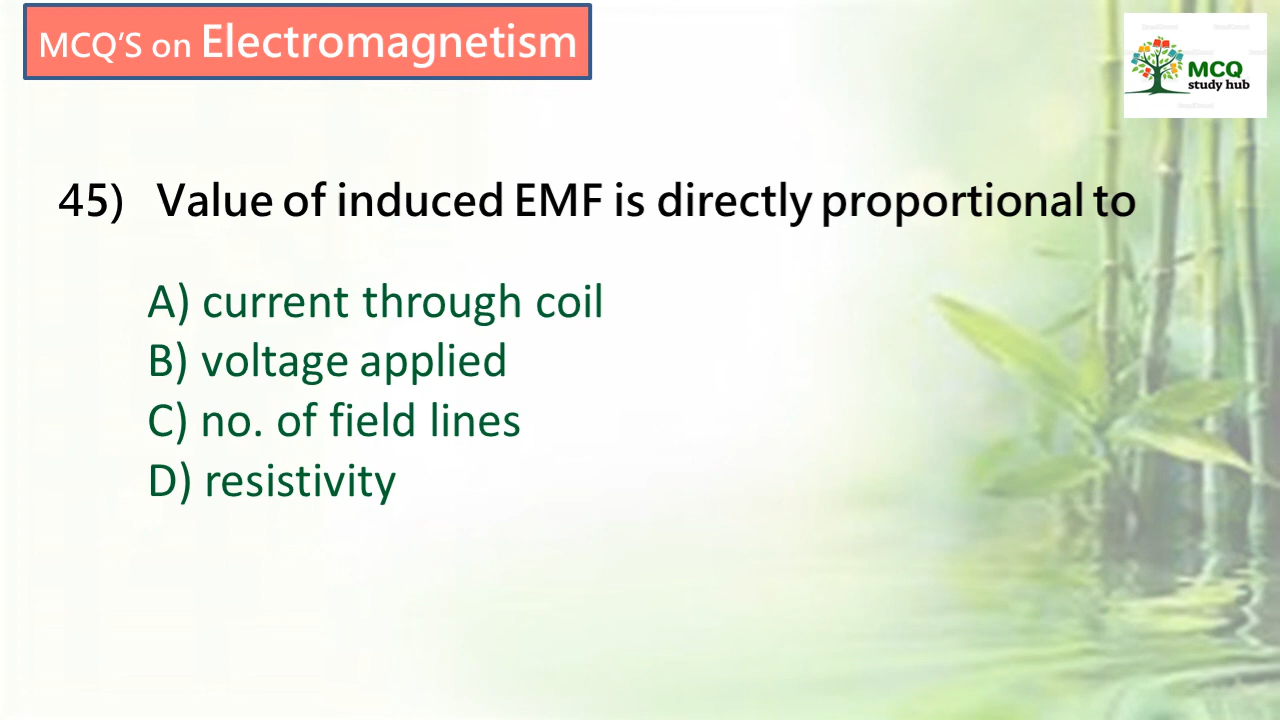 MCQ'S on Electromagnetism
MCQ
study hub
45) Value of induced EMF is directly proportional to
A) current through coil
B) voltage applied
C) no. of field lines
D) resistivity